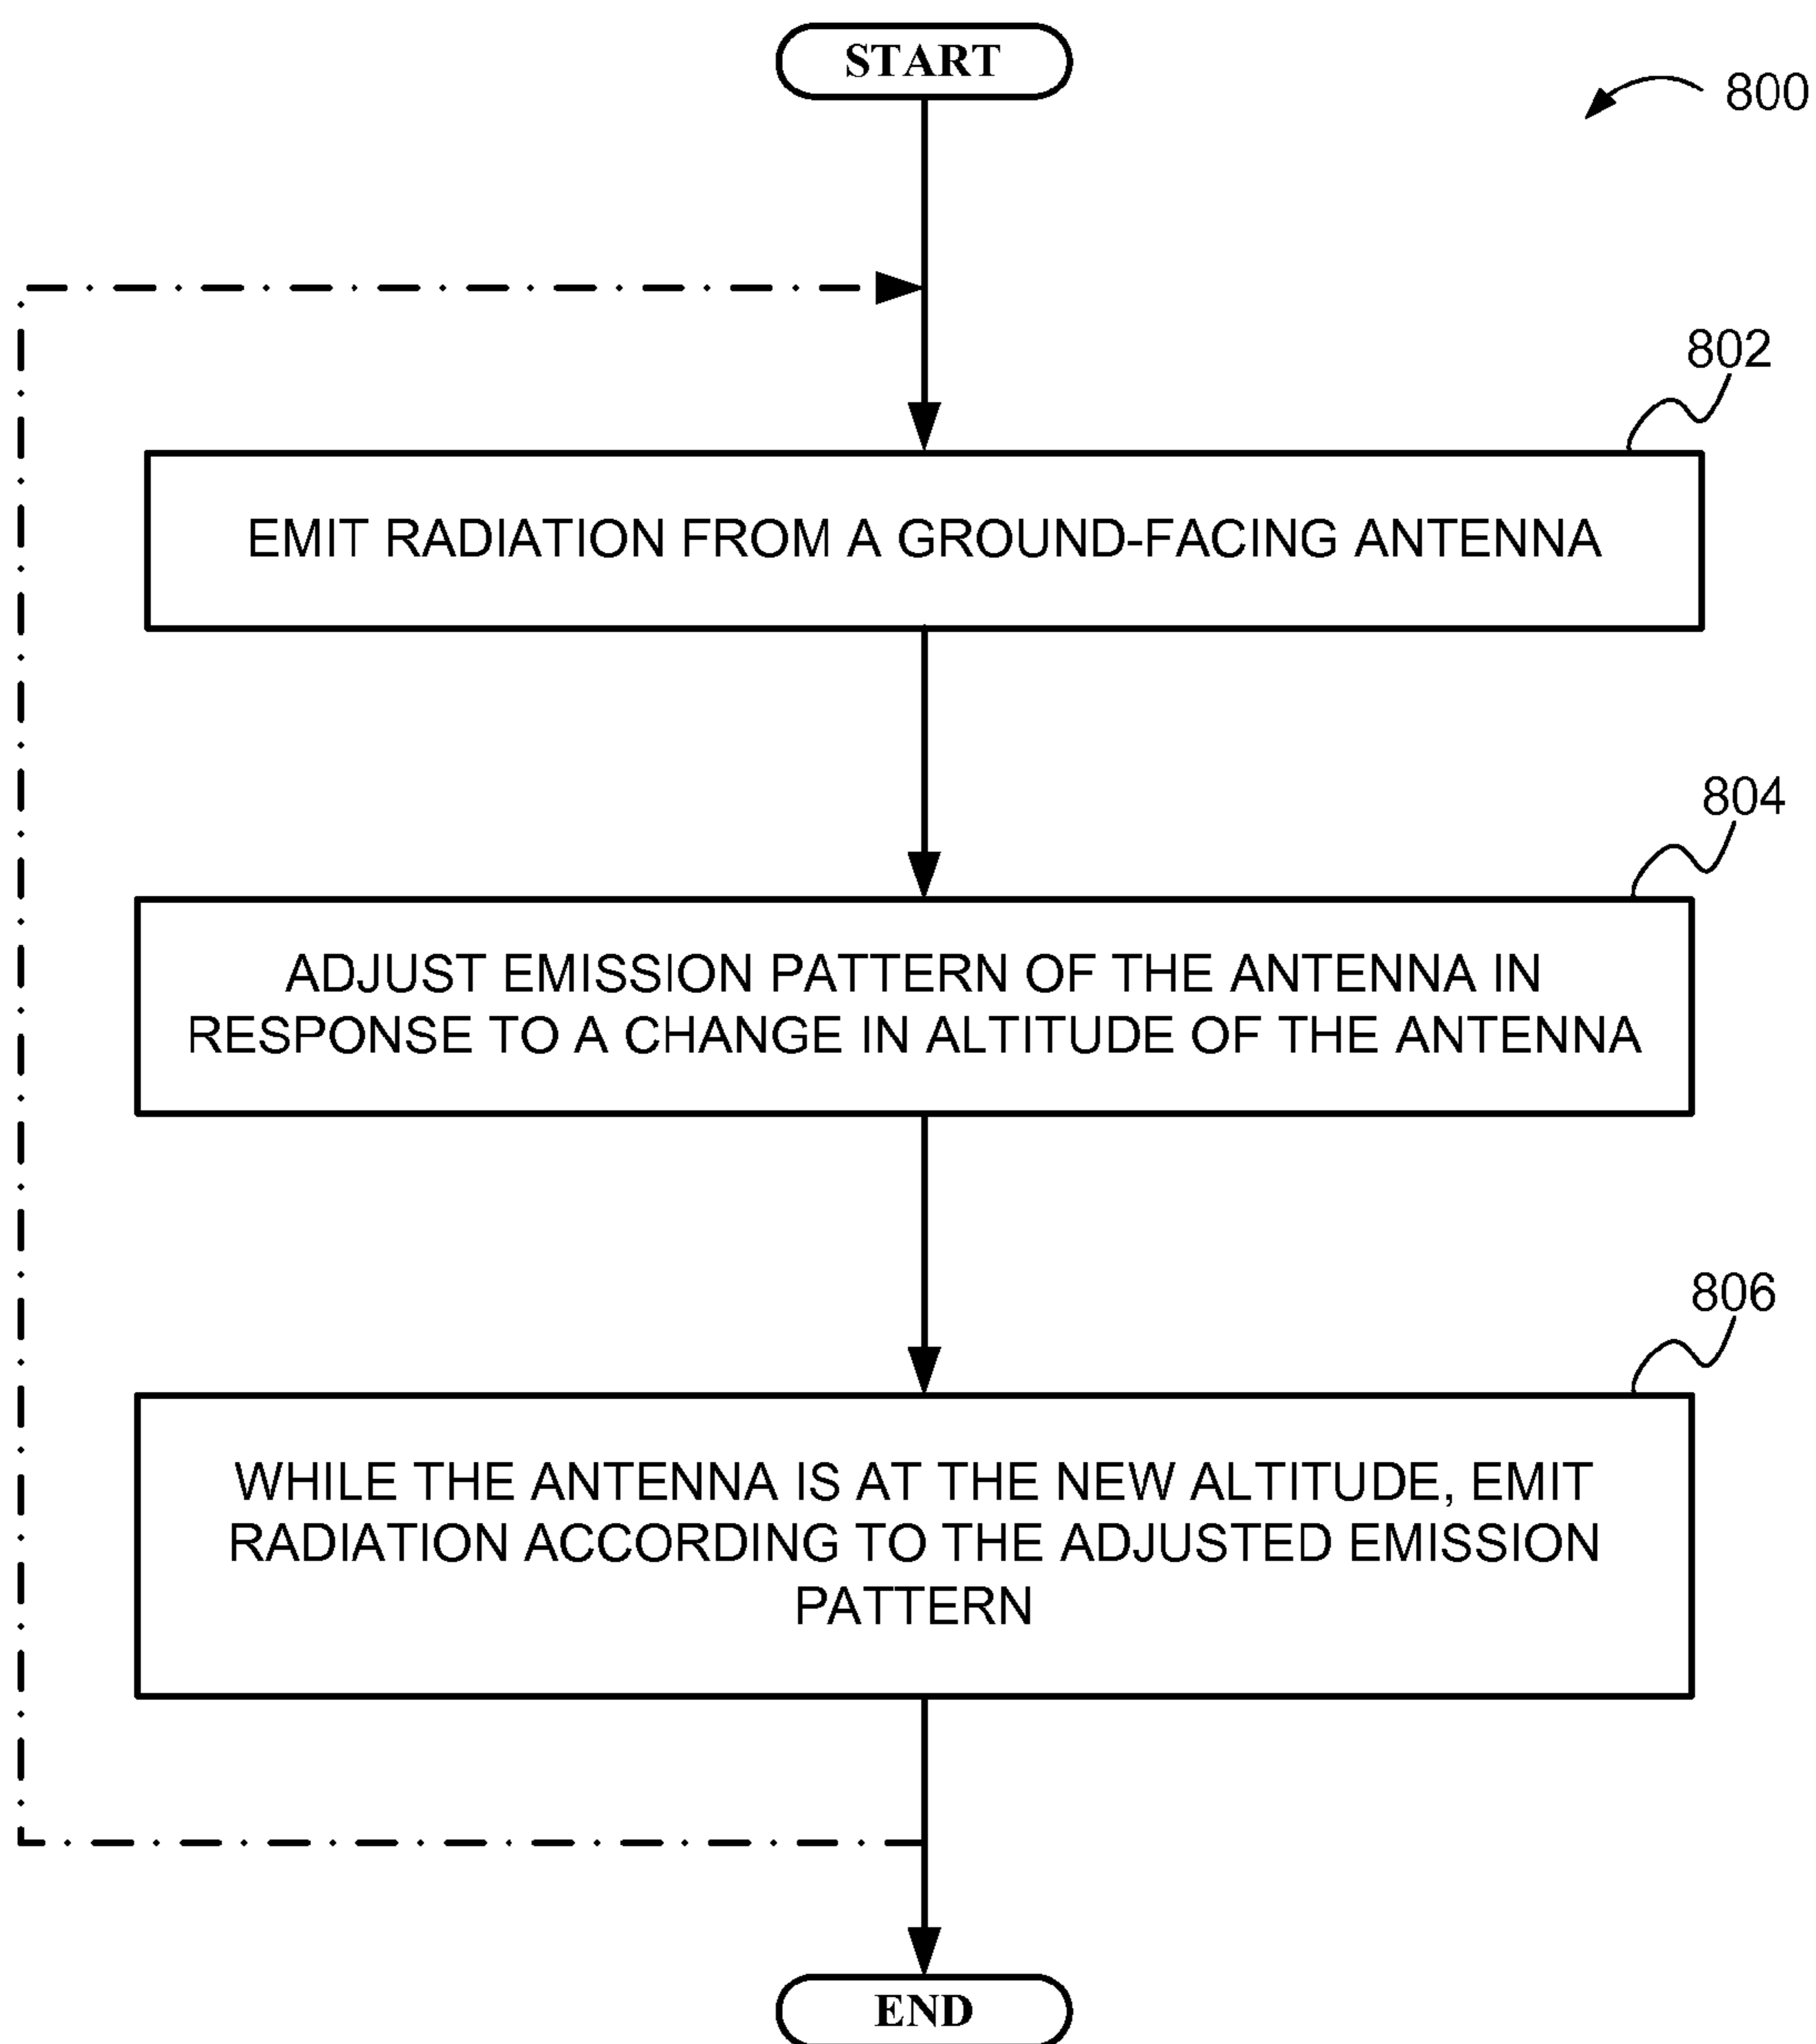 START
800
802
EMIT RADIATION FROM A GROUND-FACING ANTENNA
804
ADJUST EMISSION PATTERN OF THE ANTENNA IN
RESPONSE TO A CHANGE IN ALTITUDE OF THE ANTENNA
806
WHILE THE ANTENNA IS AT THE NEW ALTITUDE, EMIT
RADIATION ACCORDING TO THE ADJUSTED EMISSION
PATTERN
END